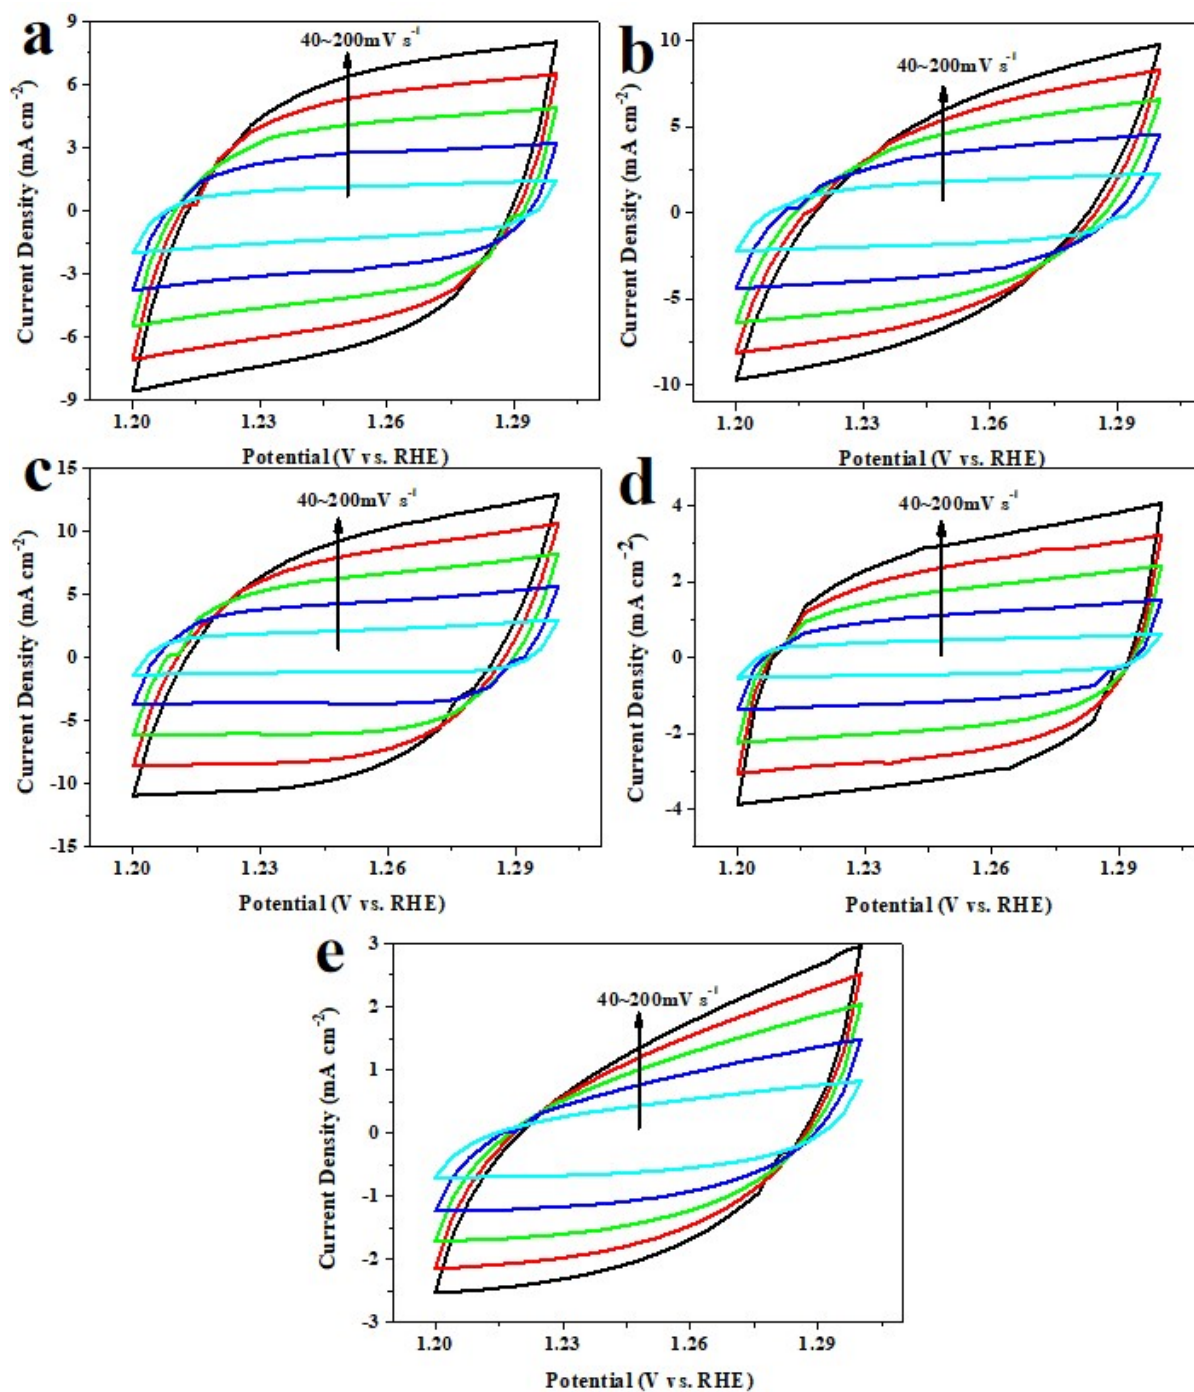 a
40~200mV s⁻¹
Current Density (mA cm⁻²)
9
6
3
0
-3
-6
-9
1.20
1.23
1.26
1.29
Potential (V vs. RHE)
b
40~200mV s⁻¹
Current Density (mA cm⁻²)
10
5
0
-5
-10
1.20
1.23
1.26
1.29
Potential (V vs. RHE)
c
40~200mV s⁻¹
Current Density (mA cm⁻²)
15
10
5
0
-5
-10
-15
1.20
1.23
1.26
1.29
Potential (V vs. RHE)
d
40~200mV s⁻¹
Current Density (mA cm⁻²)
4
2
0
-2
-4
1.20
1.23
1.26
1.29
Potential (V vs. RHE)
e
40~200mV s⁻¹
Current Density (mA cm⁻²)
3
2
1
0
-1
-2
-3
1.20
1.23
1.26
1.29
Potential (V vs. RHE)